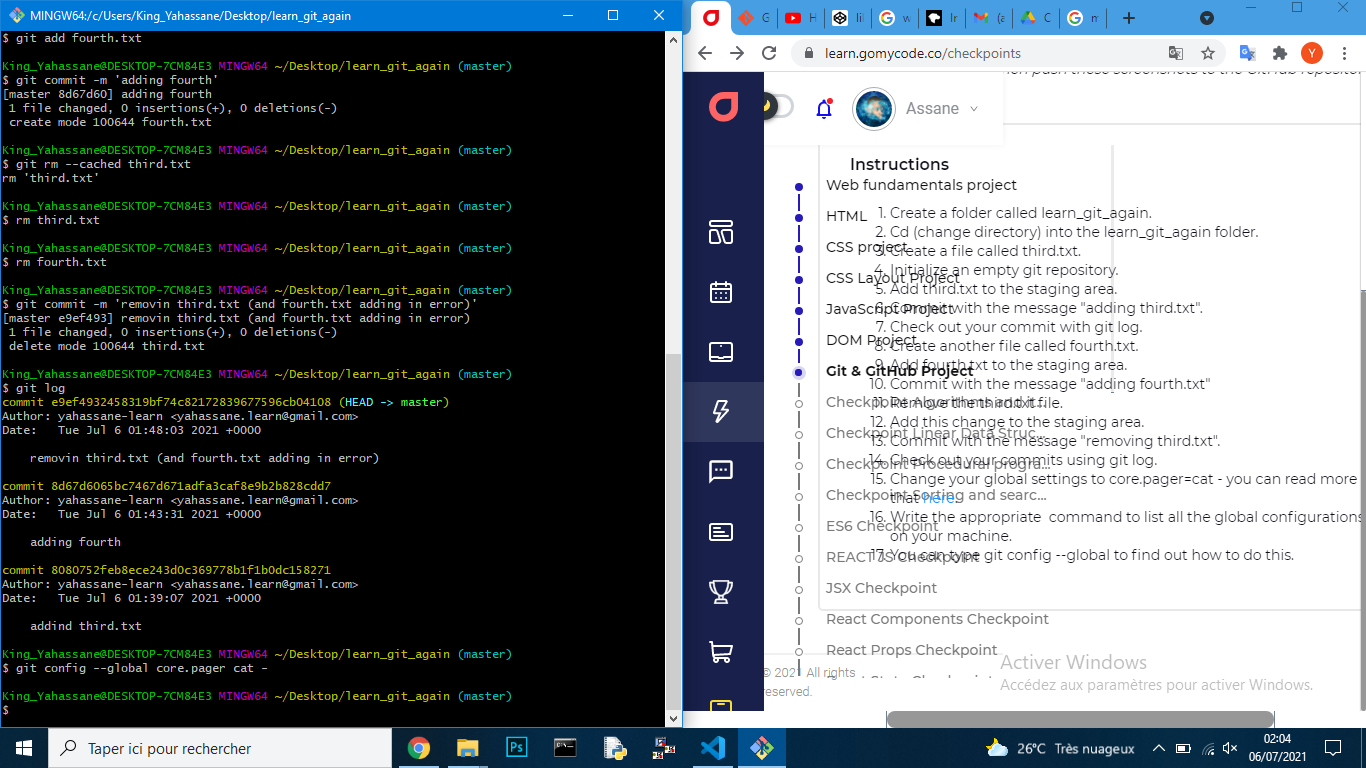 MINGW64:/c/Users/King_Yahassane/Desktop/learn_git_again
$ git add fourth.txt
King_Yahassane@DESKTOP-7CM84E3 MINGW64 ~/Desktop/learn_git_again (master)
$ git commit -m 'adding fourth'
[master 8d67d60] adding fourth
1 file changed, 0 insertions(+), 0 deletions(-)
create mode 100644 fourth.txt
King_Yahassane@DESKTOP-7CM84E3 MINGW64 ~/Desktop/learn_git_again (master)
$ git rm --cached third.txt
rm 'third.txt'
King_Yahassane@DESKTOP-7CM84E3 MINGW64 ~/Desktop/learn_git_again (master)
$ rm third.txt
King_Yahassane@DESKTOP-7CM84E3 MINGW64 ~/Desktop/learn_git_again (master)
$ rm fourth.txt
King_Yahassane@DESKTOP-7CM84E3 MINGW64 ~/Desktop/learn_git_again (master)
$ git commit -m 'removin third.txt (and fourth.txt adding in error)'
[master e9ef493] removin third.txt (and fourth.txt adding in error)
1 file changed, 0 insertions(+), 0 deletions(-)
delete mode 100644 third.txt
King_Yahassane@DESKTOP-7CM84E3 MINGW64 ~/Desktop/learn_git_again (master)
$ git log
commit e9ef4932458319bf74c82172839677596cb04108 (HEAD -> master)
Author: yahassane-learn <yahassane.learn@gmail.com>
Date: Tue Jul 6 01:48:03 2021 +0000
removin third.txt (and fourth.txt adding in error)
commit 8d67d6065bc7467d671adfa3caf8e9b2b828cdd7
Author: yahassane-learn <yahassane.learn@gmail.com>
Date: Tue Jul 6 01:43:31 2021 +0000
adding fourth
commit 8080752feb8ece243d0c369778b1f1b0dc158271
Author: yahassane-learn <yahassane.learn@gmail.com>
Date: Tue Jul 6 01:39:07 2021 +0000
addind third.txt
King_Yahassane@DESKTOP-7CM84E3 MINGW64 ~/Desktop/learn_git_again (master)
$ git config --global core.pager cat -
King_Yahassane@DESKTOP-7CM84E3 MINGW64 ~/Desktop/learn_git_again (master)
$
learn.gomycode.co/checkpoints
Y
push these screenshots to the GitHub repositor
Assane
Instructions
Web fundamentals project
HTML
CSS project
CSS Layout Project
JavaScript Project
DOM Project
Git & GitHub Project
Checkpoint Algorithms and it...
Checkpoint Linear Data Struc...
Checkpoint Procedural progra...
Checkpoint Sorting and searc...
ES6 Checkpoint
REACT JS Checkpoint
JSX Checkpoint
React Components Checkpoint
React Props Checkpoint
1. Create a folder called learn_git_again.
2. Cd (change directory) into the learn_git_again folder.
3. Create a file called third.txt.
4. Initialize an empty git repository.
5. Add third.txt to the staging area.
6. Commit with the message "adding third.txt".
7. Check out your commit with git log.
8. Create another file called fourth.txt.
9. Add fourth.txt to the staging area.
10. Commit with the message "adding fourth.txt"
11. Remove the third.txt file.
12. Add this change to the staging area.
13. Commit with the message "removing third.txt".
14. Check out your commits using git log.
15. Change your global settings to core.pager=cat - you can read more
that here.
16. Write the appropriate command to list all the global configurations
on your machine.
17. You can type git config --global to find out how to do this.
© 2021 All rights
reserved.
Activer Windows
Accédez aux paramètres pour activer Windows.
Taper ici pour rechercher
Ps
26°C Très nuageux
02:04
06/07/2021